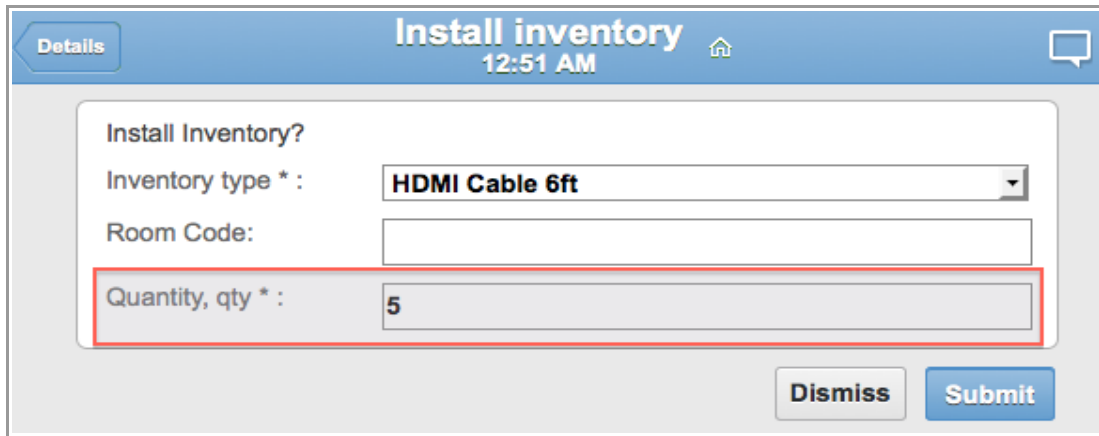 Details
Install inventory
12:51 AM
Install Inventory?
Inventory type * :
HDMI Cable 6ft
Room Code:
Quantity, qty * :
5
Dismiss
Submit